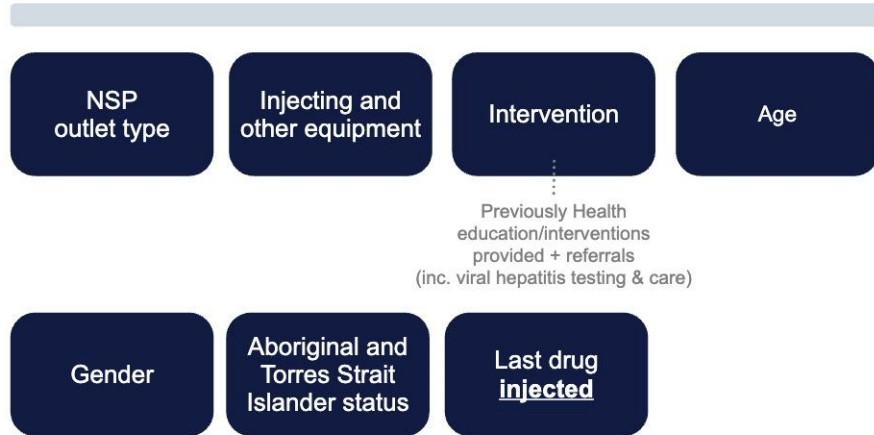 NSP
outlet type
Injecting and
other equipment
Intervention
Age
Previously Health
education/interventions
provided + referrals
(inc. viral hepatitis testing & care)
Gender
Aboriginal and
Torres Strait
Islander status
Last drug
injected